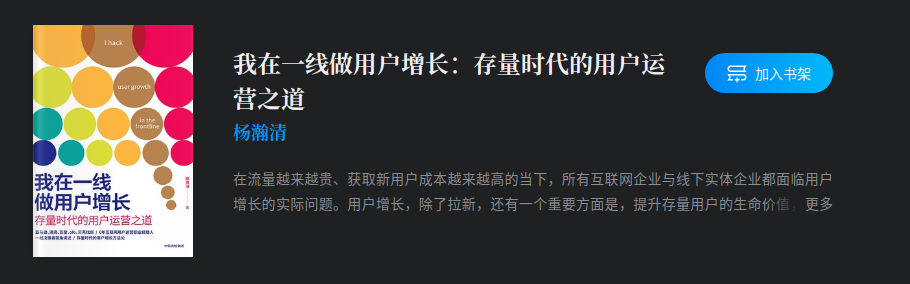 I hack
user growth
in the
frontline
我在一线
做用户增长
存量时代的用户运营之道
杨瀚清
著
我在一线做用户增长：存量时代的用户运
营之道
杨瀚清
加入书架
在流量越来越贵、获取新用户成本越来越高的当下，所有互联网企业与线下实体企业都面临用户
增长的实际问题。用户增长，除了拉新，还有一个重要方面是，提升存量用户的生命价值，更多